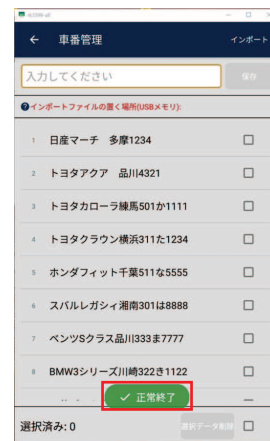 車番管理
インポート
入力してください
保存
?インポートファイルの置く場所(USBメモリ):
1 日産マーチ 多摩1234
2 トヨタアクア 品川4321
3 トヨタカローラ練馬501か1111
4 トヨタクラウン横浜311た1234
5 ホンダフィット千葉511な5555
6 スバルレガシィ湘南301は8888
7 ベンツSクラス品川333ま7777
8 BMW3シリーズ川崎322き1122
正常終了
選択済み: 0
選択データ削除